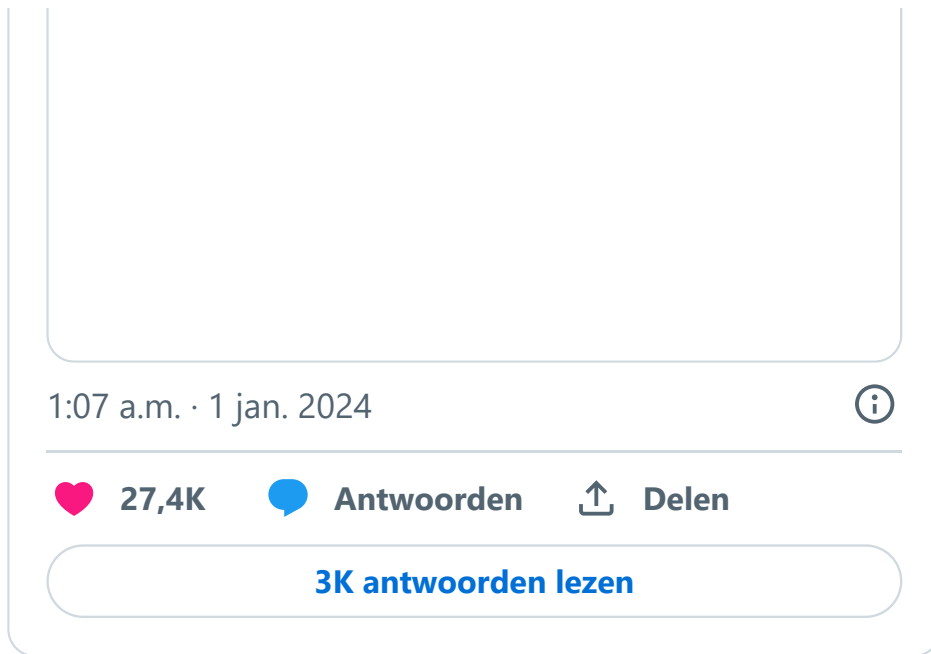 1:07 a.m. · 1 jan. 2024
27,4K Antwoorden Delen
3K antwoorden lezen